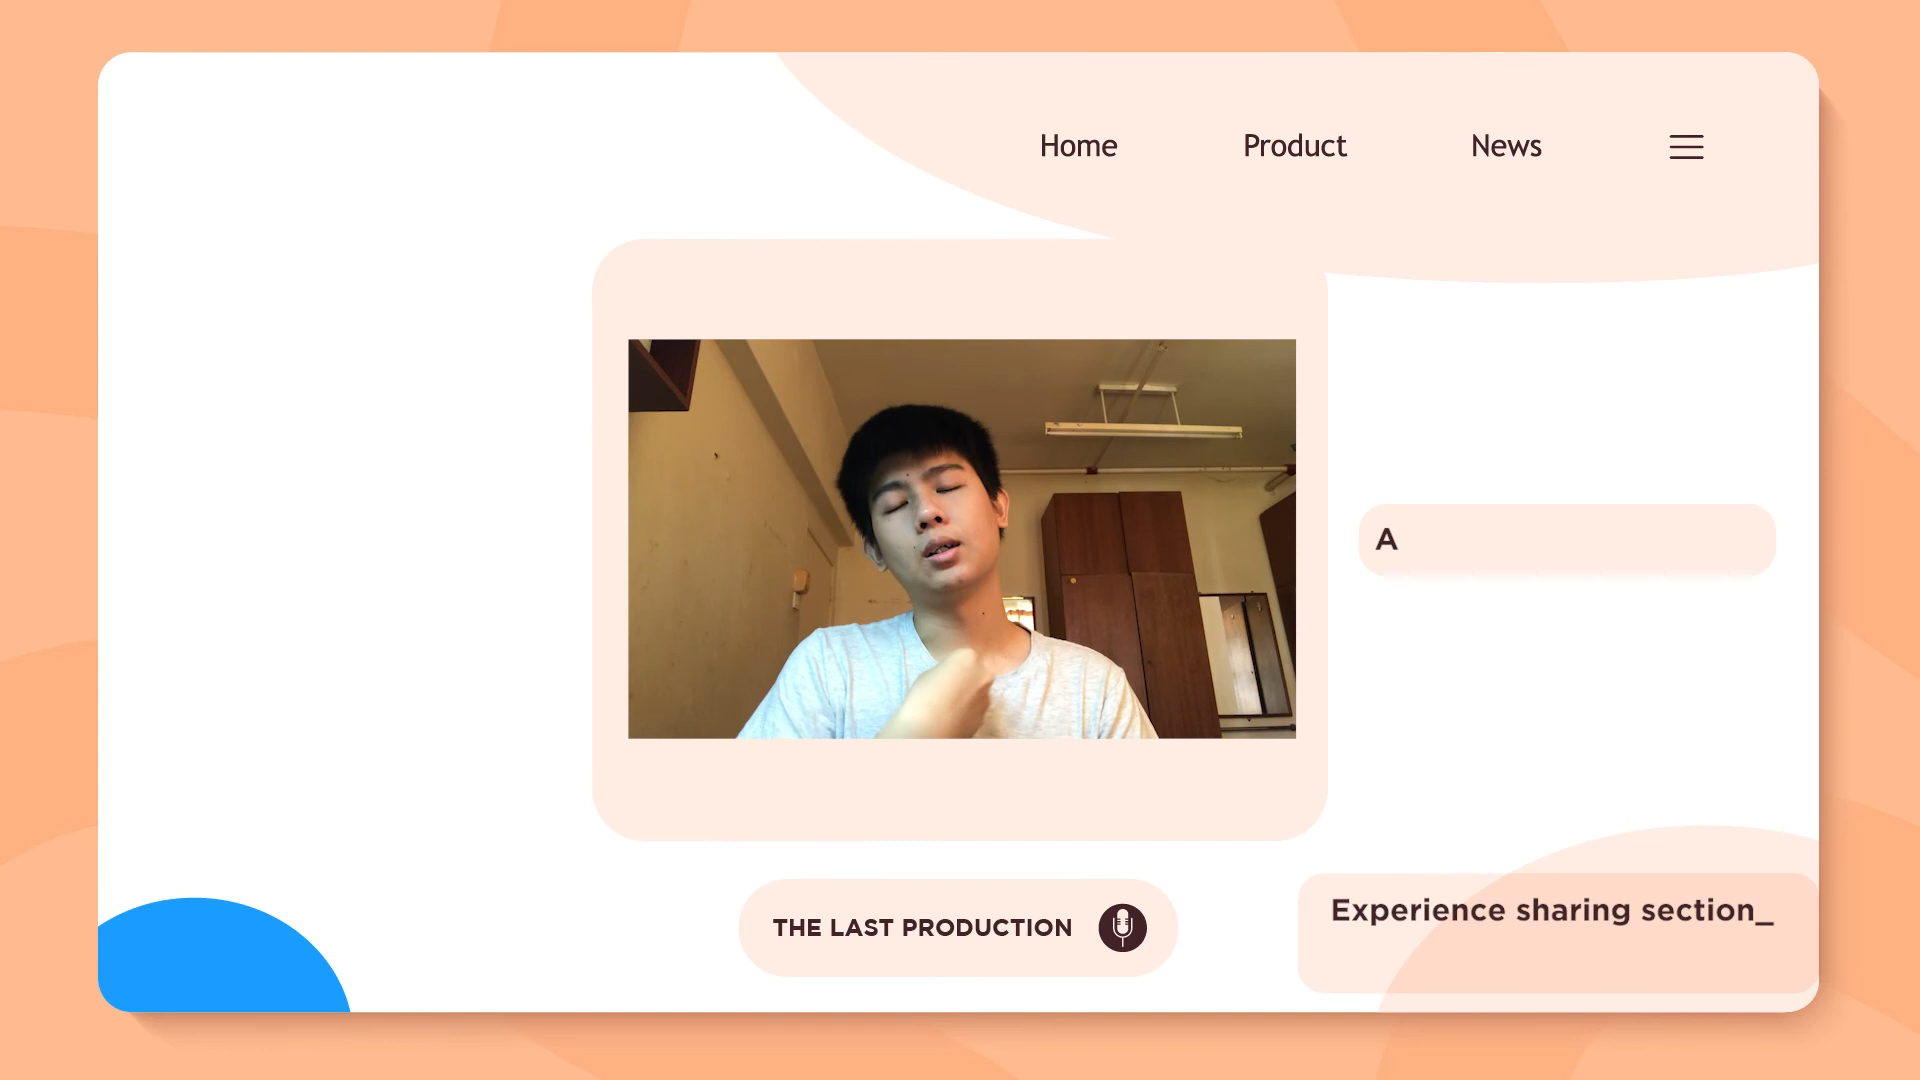 Home
Product
News
A
THE LAST PRODUCTION
Experience sharing section_